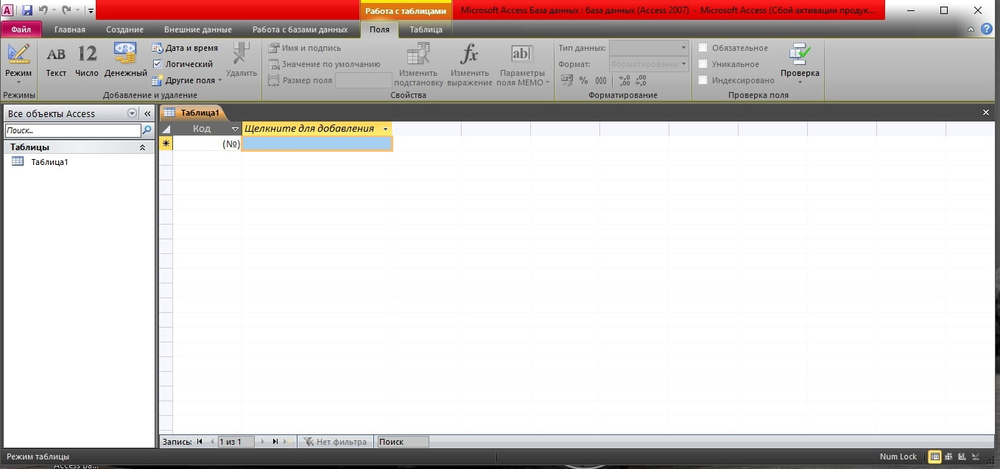 Работа с таблицами
Microsoft Access База данных : база данных (Access 2007) - Microsoft Access (Сбой активации продук...
Файл Главная Создание Внешние данные Работа с базами данных Поля Таблица
Режим
Режимы
AB Текст
12 Число
Денежный
Дата и время
Логический
Другие поля
Удалить
Добавление и удаление
Имя и подпись
Значение по умолчанию
Размер поля
Изменить подстановку
fx Изменить выражение
ab| Параметры поля MEMO
Свойства
Тип данных:
Формат: Форматирование
% 000 ,00 ,00
Форматирование
Обязательное
Уникальное
Индексировано
Проверка
Проверка поля
Все объекты Access
Поиск...
Таблицы
Таблица1
Таблица1
Код Щелкните для добавления
(№)
Запись: 1 из 1 Нет фильтра Поиск
Режим таблицы Num Lock